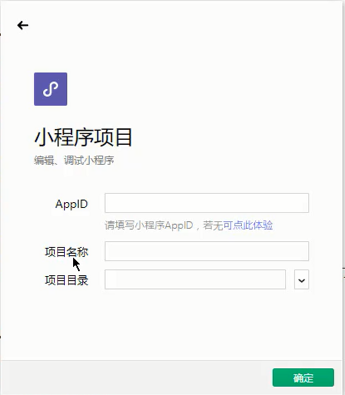 小程序项目
编辑、调试小程序
AppID
请填写小程序AppID，若无可点此体验
项目名称
项目目录
确定